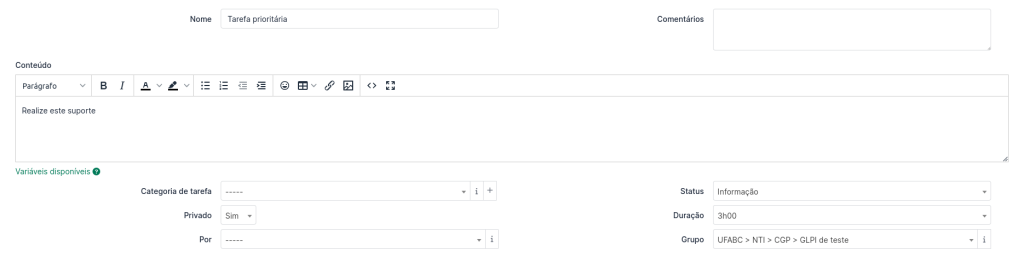 Nome Tarefa prioritária Comentários
Conteúdo
Parágrafo B I A
Realize este suporte
Variáveis disponíveis ?
Categoria de tarefa ----- i + Status Informação
Privado Sim Duração 3h00
Por ----- i Grupo UFABC > NTI > CGP > GLPI de teste i